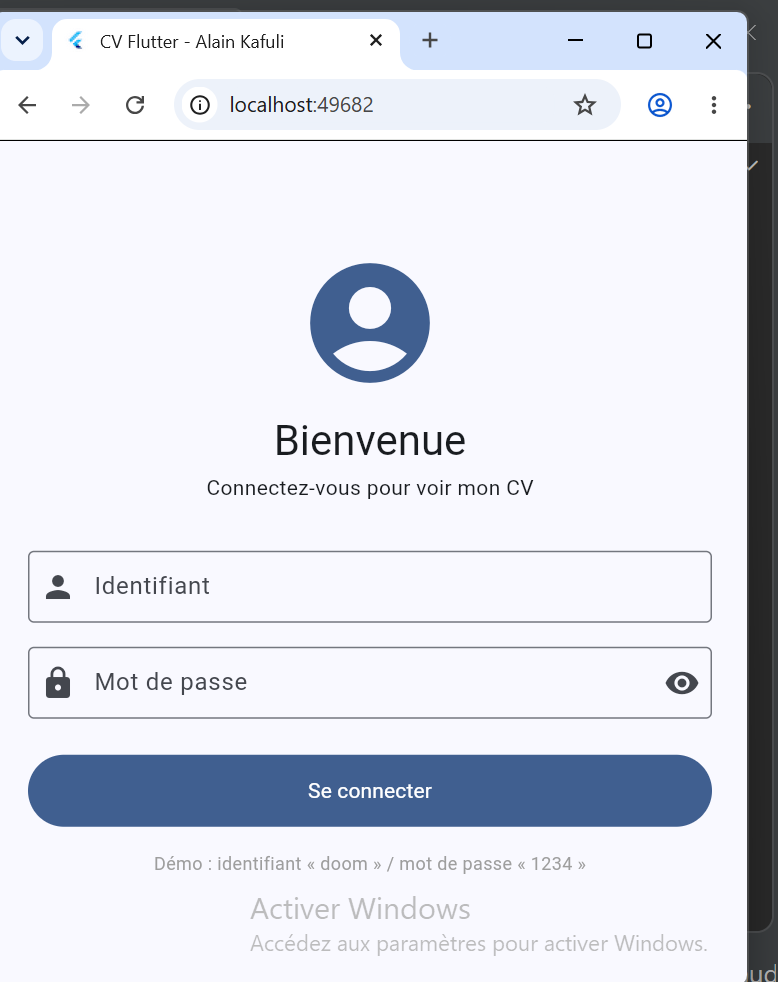 CV Flutter - Alain Kafuli
localhost:49682
Bienvenue
Connectez-vous pour voir mon CV
Identifiant
Mot de passe
Se connecter
Démo : identifiant « doom » / mot de passe « 1234 »
Activer Windows
Accédez aux paramètres pour activer Windows.